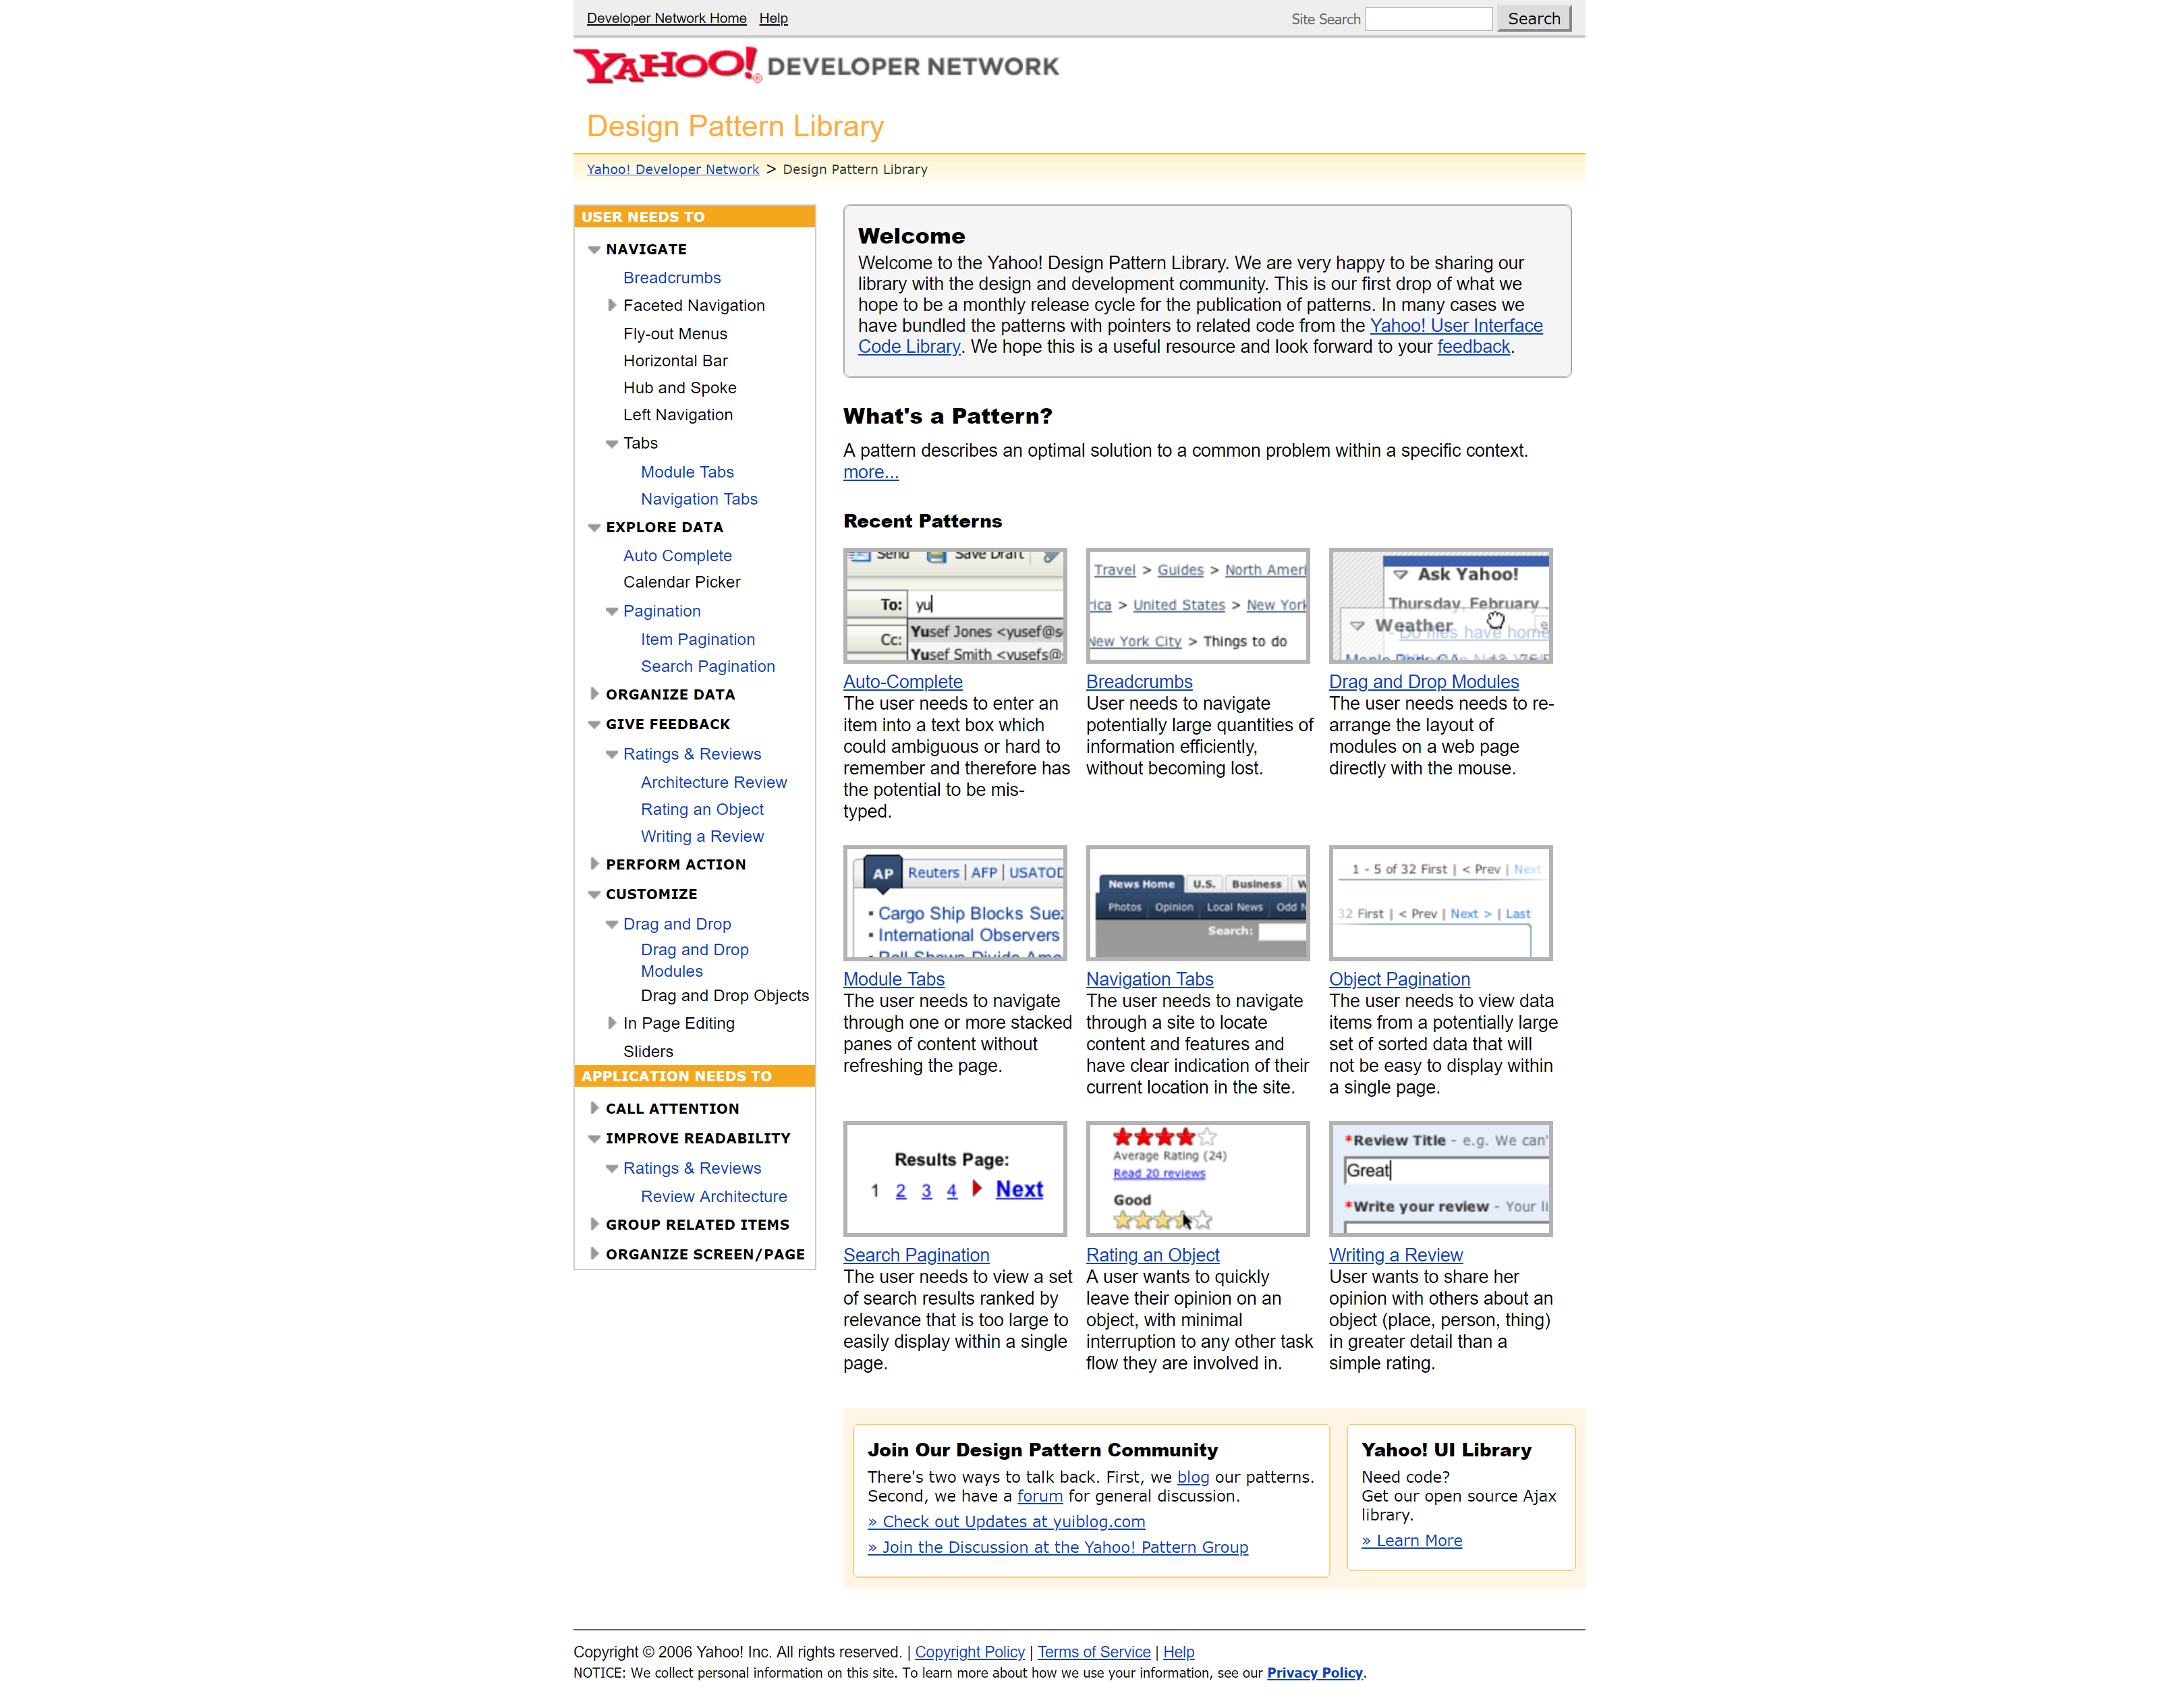 Developer Network Home Help Site Search Search
YAHOO! DEVELOPER NETWORK
Design Pattern Library
Yahoo! Developer Network > Design Pattern Library
USER NEEDS TO
NAVIGATE
Breadcrumbs
Faceted Navigation
Fly-out Menus
Horizontal Bar
Hub and Spoke
Left Navigation
Tabs
Module Tabs
Navigation Tabs
EXPLORE DATA
Auto Complete
Calendar Picker
Pagination
Item Pagination
Search Pagination
ORGANIZE DATA
GIVE FEEDBACK
Ratings & Reviews
Architecture Review
Rating an Object
Writing a Review
PERFORM ACTION
CUSTOMIZE
Drag and Drop
Drag and Drop
Modules
Drag and Drop Objects
In Page Editing
Sliders
APPLICATION NEEDS TO
CALL ATTENTION
IMPROVE READABILITY
Ratings & Reviews
Review Architecture
GROUP RELATED ITEMS
ORGANIZE SCREEN/PAGE
Welcome
Welcome to the Yahoo! Design Pattern Library. We are very happy to be sharing our
library with the design and development community. This is our first drop of what we
hope to be a monthly release cycle for the publication of patterns. In many cases we
have bundled the patterns with pointers to related code from the Yahoo! User Interface
Code Library. We hope this is a useful resource and look forward to your feedback.
What's a Pattern?
A pattern describes an optimal solution to a common problem within a specific context.
more...
Recent Patterns
Send Save Draft
To: yu
Cc: Yusef Jones <yusef@s
Yusef Smith <yusefs@
Auto-Complete
The user needs to enter an
item into a text box which
could ambiguous or hard to
remember and therefore has
the potential to be mis-
typed.
Travel > Guides > North Ameri
rica > United States > New York
New York City > Things to do
Breadcrumbs
User needs to navigate
potentially large quantities of
information efficiently,
without becoming lost.
Ask Yahoo!
Thursday, February
Weather
Do flies have home
Drag and Drop Modules
The user needs needs to re-
arrange the layout of
modules on a web page
directly with the mouse.
AP Reuters | AFP | USATOD
▪ Cargo Ship Blocks Suez
▪ International Observers
Module Tabs
The user needs to navigate
through one or more stacked
panes of content without
refreshing the page.
News Home U.S. Business W
Photos Opinion Local News Odd N
Search:
Navigation Tabs
The user needs to navigate
through a site to locate
content and features and
have clear indication of their
current location in the site.
1 - 5 of 32 First | < Prev | Next
32 First | < Prev | Next > | Last
Object Pagination
The user needs to view data
items from a potentially large
set of sorted data that will
not be easy to display within
a single page.
Results Page:
1 2 3 4 Next
Search Pagination
The user needs to view a set
of search results ranked by
relevance that is too large to
easily display within a single
page.
Average Rating (24)
Read 20 reviews
Good
Rating an Object
A user wants to quickly
leave their opinion on an
object, with minimal
interruption to any other task
flow they are involved in.
*Review Title - e.g. We can'
Great
*Write your review - Your li
Writing a Review
User wants to share her
opinion with others about an
object (place, person, thing)
in greater detail than a
simple rating.
Join Our Design Pattern Community
There's two ways to talk back. First, we blog our patterns.
Second, we have a forum for general discussion.
» Check out Updates at yuiblog.com
» Join the Discussion at the Yahoo! Pattern Group
Yahoo! UI Library
Need code?
Get our open source Ajax
library.
» Learn More
Copyright © 2006 Yahoo! Inc. All rights reserved. | Copyright Policy | Terms of Service | Help
NOTICE: We collect personal information on this site. To learn more about how we use your information, see our Privacy Policy.